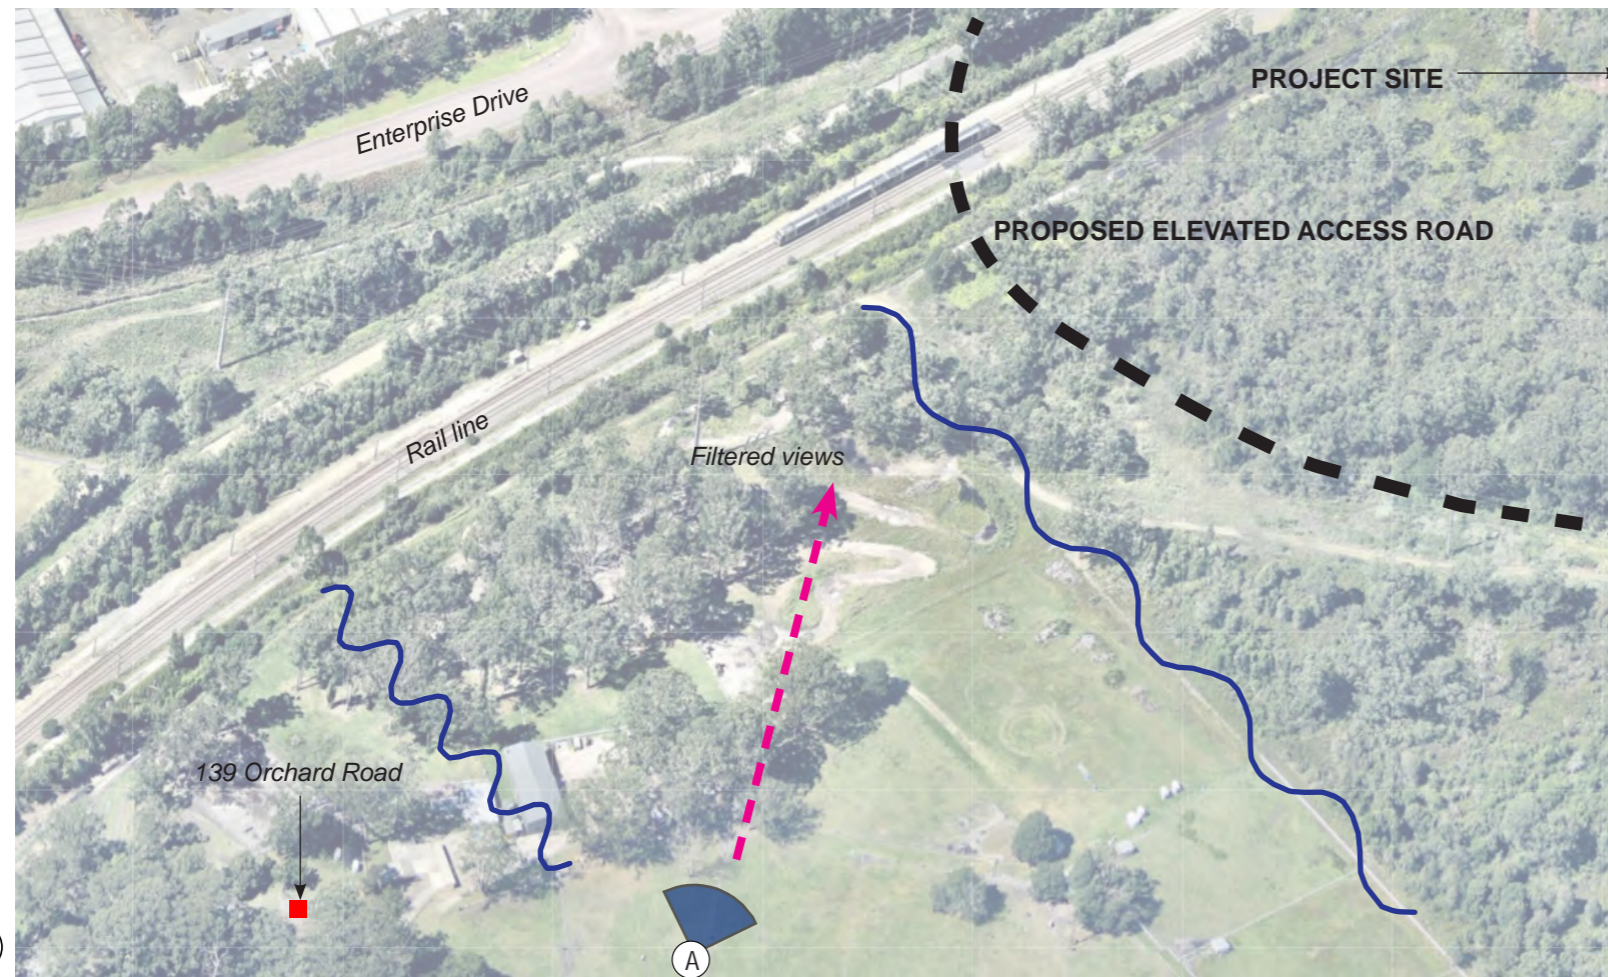 PROJECT SITE
Enterprise Drive
PROPOSED ELEVATED ACCESS ROAD
Rail line
Filtered views
139 Orchard Road
A